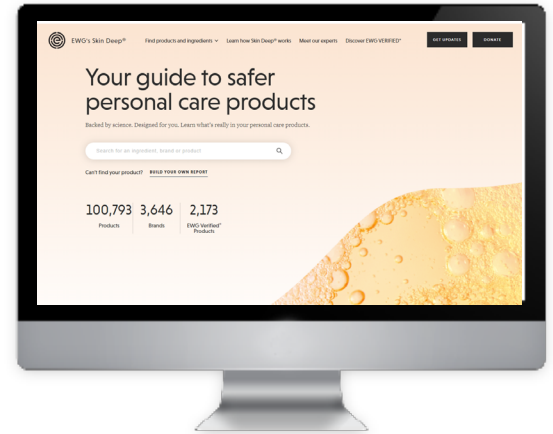 EWG's Skin Deep®
Find products and ingredients
Learn how Skin Deep® works
Meet our experts
Discover EWG VERIFIED™
GET UPDATES
DONATE
Your guide to safer
personal care products
Backed by science. Designed for you. Learn what's really in your personal care products.
Search for an ingredient, brand or product
Can't find your product? BUILD YOUR OWN REPORT
100,793 3,646 2,173
Products Brands EWG Verified™
Products